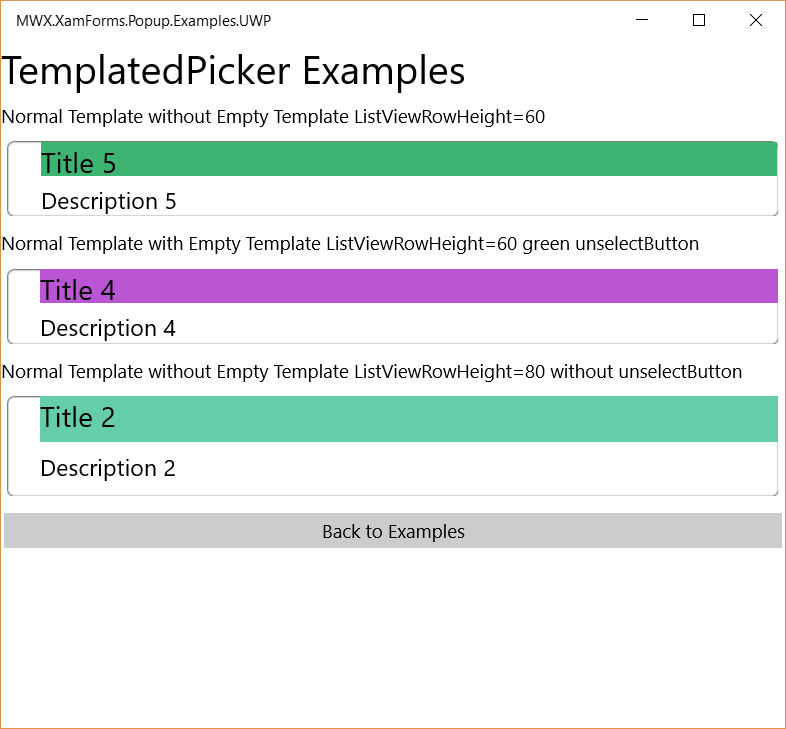 MWX.XamForms.Popup.Examples.UWP
TemplatedPicker Examples
Normal Template without Empty Template ListViewRowHeight=60
Title 5
Description 5
Normal Template with Empty Template ListViewRowHeight=60 green unselectButton
Title 4
Description 4
Normal Template without Empty Template ListViewRowHeight=80 without unselectButton
Title 2
Description 2
Back to Examples